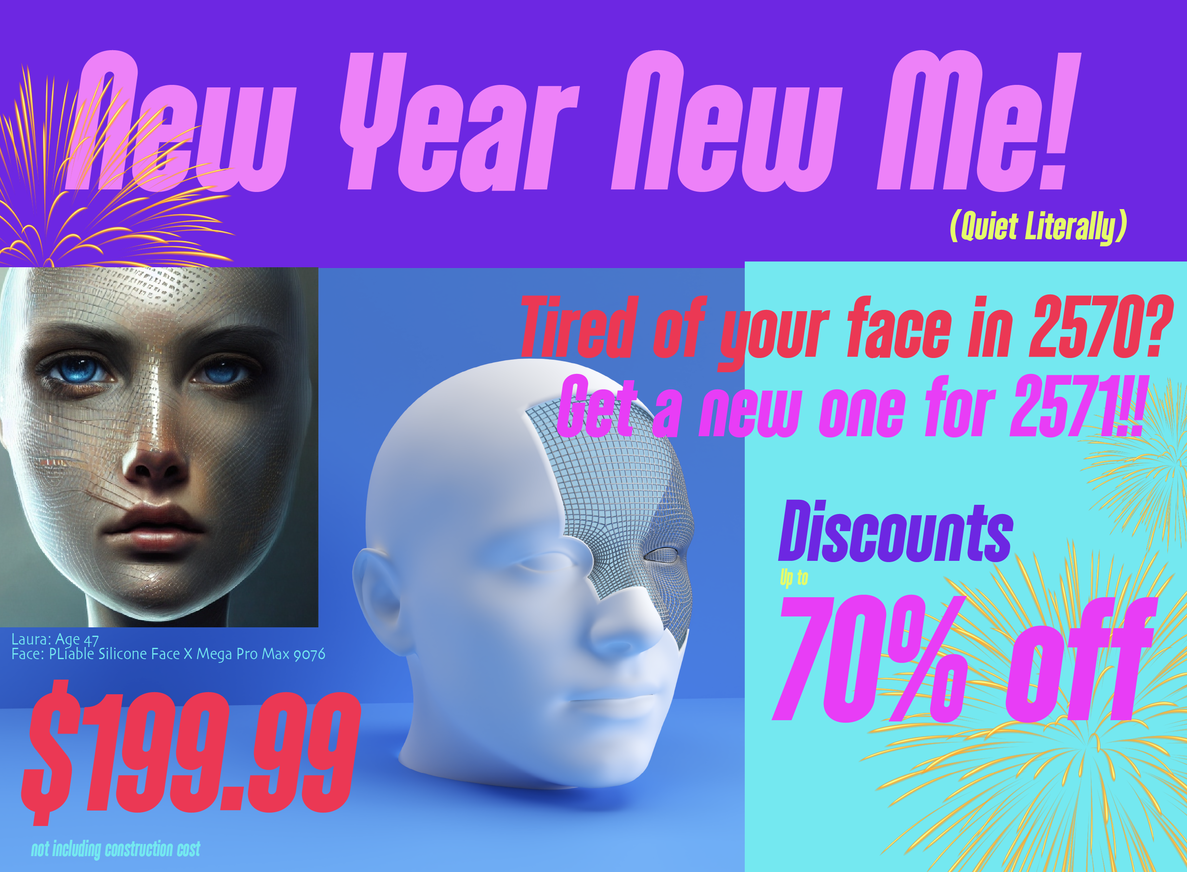 New Year New Me!
(Quiet Literally)
Tired of your face in 2570?
Get a new one for 2571!!
Discounts
Up to
70% off
Laura: Age 47
Face: PLiable Silicone Face X Mega Pro Max 9076
$199.99
not including construction cost